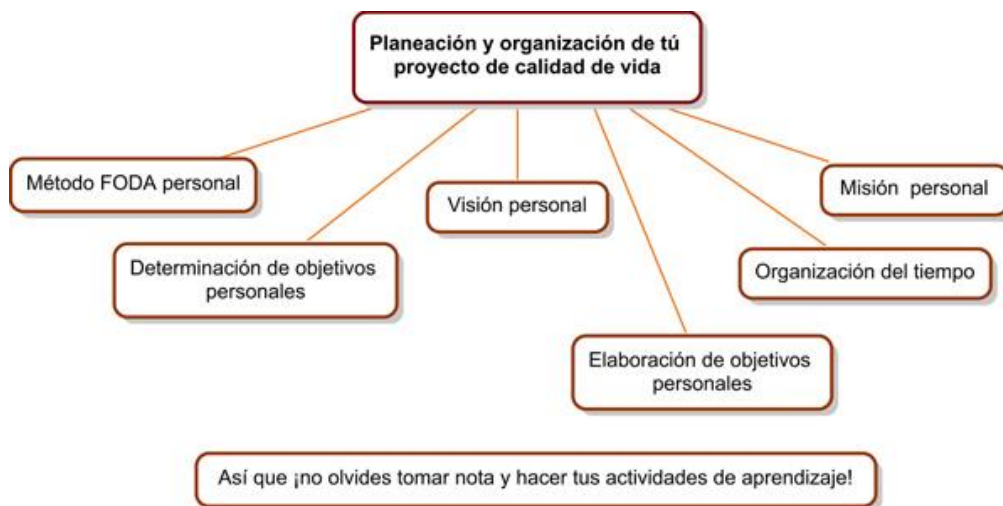 Planeación y organización de tú
proyecto de calidad de vida
Método FODA personal
Visión personal
Misión personal
Determinación de objetivos
personales
Organización del tiempo
Elaboración de objetivos
personales
Así que ¡no olvides tomar nota y hacer tus actividades de aprendizaje!